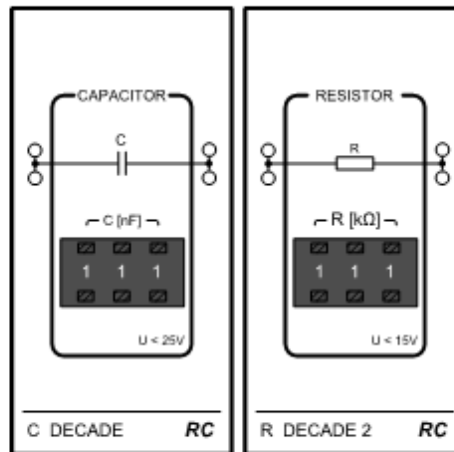 CAPACITOR
C
C [nF]
1 1 1
U < 25V
C DECADE RC
RESISTOR
R
R [kΩ]
1 1 1
U < 15V
R DECADE 2 RC